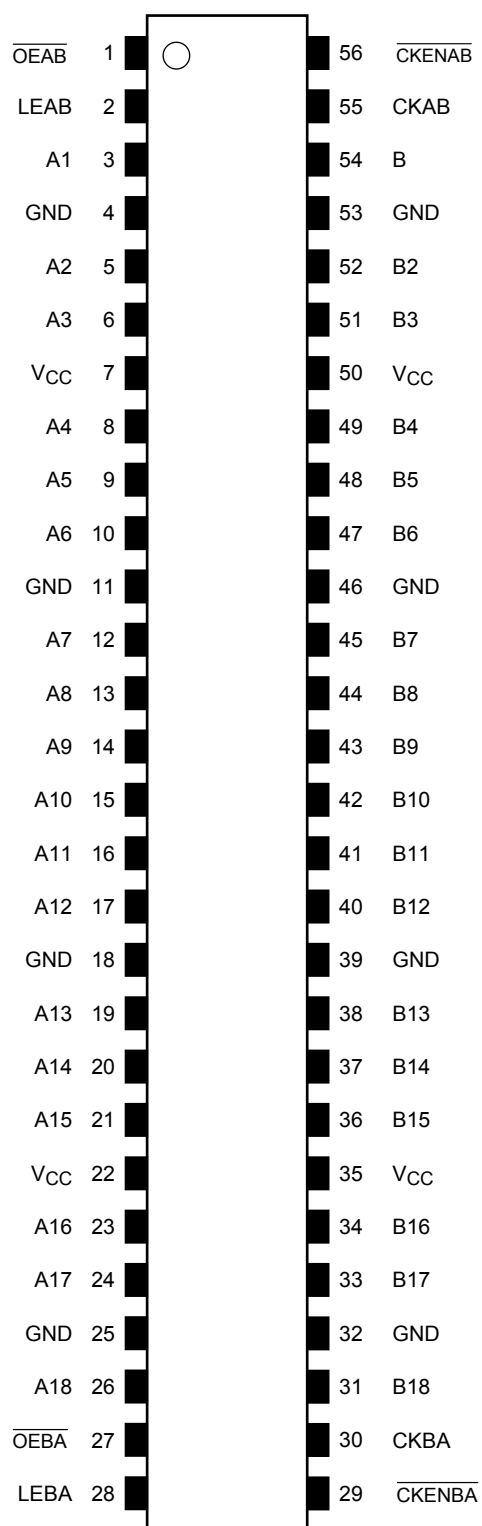 OEAB 1 56 CKENAB
LEAB 2 55 CKAB
A1 3 54 B
GND 4 53 GND
A2 5 52 B2
A3 6 51 B3
VCC 7 50 VCC
A4 8 49 B4
A5 9 48 B5
A6 10 47 B6
GND 11 46 GND
A7 12 45 B7
A8 13 44 B8
A9 14 43 B9
A10 15 42 B10
A11 16 41 B11
A12 17 40 B12
GND 18 39 GND
A13 19 38 B13
A14 20 37 B14
A15 21 36 B15
VCC 22 35 VCC
A16 23 34 B16
A17 24 33 B17
GND 25 32 GND
A18 26 31 B18
OEBA 27 30 CKBA
LEBA 28 29 CKENBA